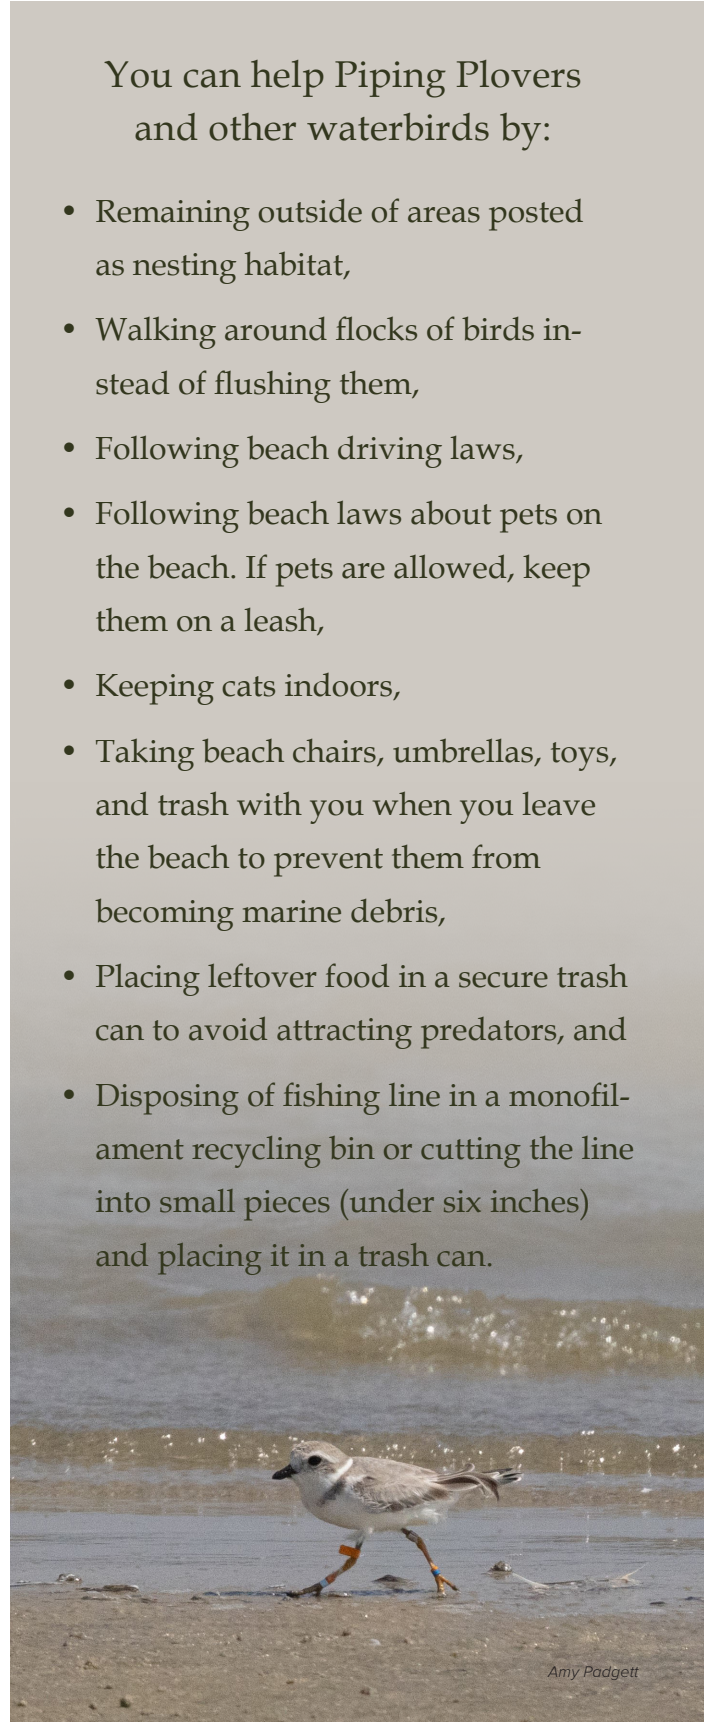 You can help Piping Plovers
and other waterbirds by:
• Remaining outside of areas posted
as nesting habitat,
• Walking around flocks of birds in-
stead of flushing them,
• Following beach driving laws,
• Following beach laws about pets on
the beach. If pets are allowed, keep
them on a leash,
• Keeping cats indoors,
• Taking beach chairs, umbrellas, toys,
and trash with you when you leave
the beach to prevent them from
becoming marine debris,
• Placing leftover food in a secure trash
can to avoid attracting predators, and
• Disposing of fishing line in a monofil-
ament recycling bin or cutting the line
into small pieces (under six inches)
and placing it in a trash can.
Amy Padgett